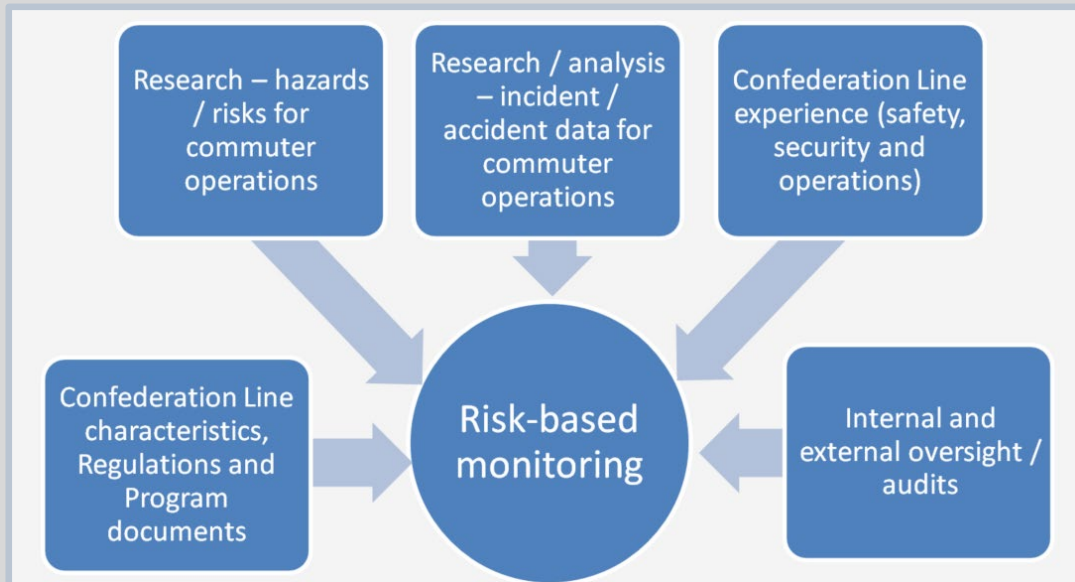 Research – hazards
/ risks for
commuter
operations
Research / analysis
– incident /
accident data for
commuter
operations
Confederation Line
experience (safety,
security and
operations)
Confederation Line
characteristics,
Regulations and
Program
documents
Risk-based
monitoring
Internal and
external oversight /
audits